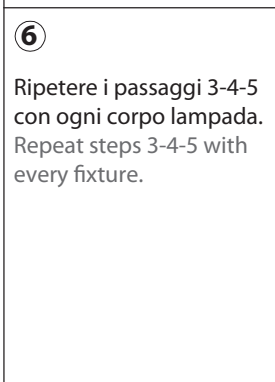 6
Ripetere i passaggi 3-4-5
con ogni corpo lampada.
Repeat steps 3-4-5 with
every fixture.